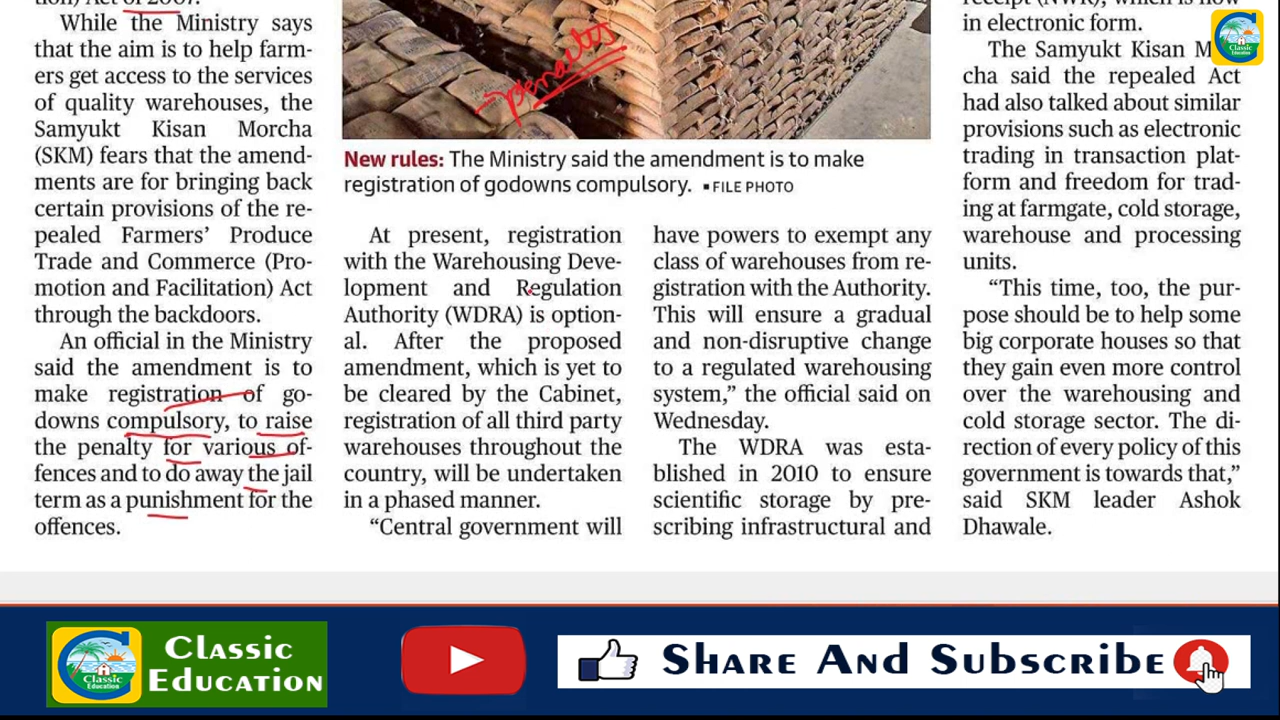 tion) Act of 2007.
While the Ministry says
that the aim is to help farm-
ers get access to the services
of quality warehouses, the
Samyukt Kisan Morcha
(SKM) fears that the amend-
ments are for bringing back
certain provisions of the re-
pealed Farmers' Produce
Trade and Commerce (Pro-
motion and Facilitation) Act
through the backdoors.
An official in the Ministry
said the amendment is to
make registration of go-
downs compulsory, to raise
the penalty for various of-
fences and to do away the jail
term as a punishment for the
offences.
New rules: The Ministry said the amendment is to make
registration of godowns compulsory. ▪FILE PHOTO
At present, registration
with the Warehousing Deve-
lopment and Regulation
Authority (WDRA) is option-
al. After the proposed
amendment, which is yet to
be cleared by the Cabinet,
registration of all third party
warehouses throughout the
country, will be undertaken
in a phased manner.
"Central government will
have powers to exempt any
class of warehouses from re-
gistration with the Authority.
This will ensure a gradual
and non-disruptive change
to a regulated warehousing
system," the official said on
Wednesday.
The WDRA was esta-
blished in 2010 to ensure
scientific storage by pre-
scribing infrastructural and
receipt (NWR), which is now
in electronic form.
The Samyukt Kisan
cha said the repealed Act
had also talked about similar
provisions such as electronic
trading in transaction plat-
form and freedom for trad-
ing at farmgate, cold storage,
warehouse and processing
units.
"This time, too, the pur-
pose should be to help some
big corporate houses so that
they gain even more control
over the warehousing and
cold storage sector. The di-
rection of every policy of this
government is towards that,"
said SKM leader Ashok
Dhawale.
Classic
Education
Classic
Education
CLASSIC
EDUCATION
SHARE AND SUBSCRIBE